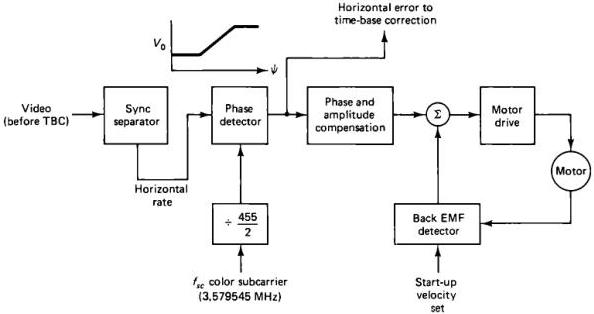 Horizontal error to
time-base correction
V₀
ψ
Video
(before TBC)
Sync
separator
Phase
detector
Phase and
amplitude
compensation
Σ
Motor
drive
Motor
Horizontal
rate
÷ 455
2
Back EMF
detector
fsc color subcarrier
(3,579545 MHz)
Start-up
velocity
set